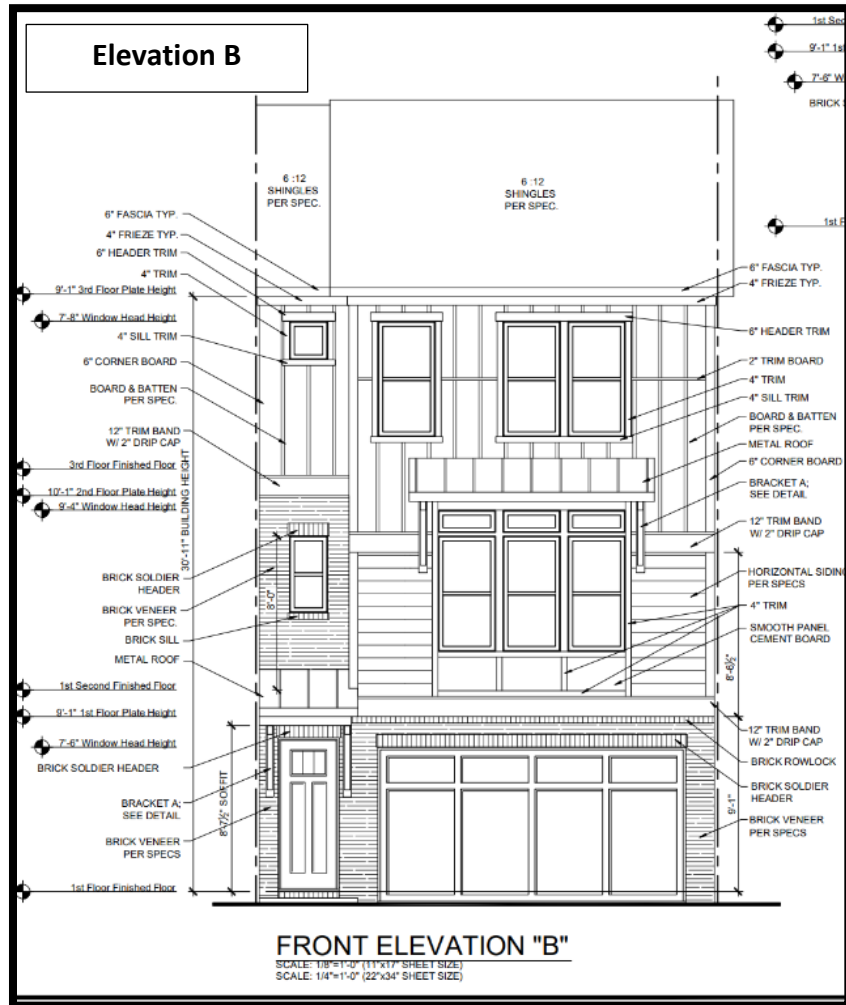 Elevation B
1st Sec
9'-1" 1st
7'-6" W
BRICK S
1st F
6 :12
SHINGLES
PER SPEC.
6 :12
SHINGLES
PER SPEC.
6" FASCIA TYP.
4" FRIEZE TYP.
6" HEADER TRIM
4" TRIM
9'-1" 3rd Floor Plate Height
7'-8" Window Head Height
4" SILL TRIM
6" CORNER BOARD
BOARD & BATTEN
PER SPEC.
12" TRIM BAND
W/ 2" DRIP CAP
3rd Floor Finished Floor
10'-1" 2nd Floor Plate Height
9'-4" Window Head Height
30'-11" BUILDING HEIGHT
BRICK SOLDIER
HEADER
8'-0"
BRICK VENEER
PER SPEC.
BRICK SILL
METAL ROOF
1st Second Finished Floor
9'-1" 1st Floor Plate Height
7'-6" Window Head Height
BRICK SOLDIER HEADER
BRACKET A;
SEE DETAIL
8'-7½" SOFFIT
BRICK VENEER
PER SPECS
1st Floor Finished Floor
6" FASCIA TYP.
4" FRIEZE TYP.
6" HEADER TRIM
2" TRIM BOARD
4" TRIM
4" SILL TRIM
BOARD & BATTEN
PER SPEC.
METAL ROOF
6" CORNER BOARD
BRACKET A;
SEE DETAIL
12" TRIM BAND
W/ 2" DRIP CAP
HORIZONTAL SIDING
PER SPECS
4" TRIM
SMOOTH PANEL
CEMENT BOARD
8'-6½"
12" TRIM BAND
W/ 2" DRIP CAP
BRICK ROWLOCK
BRICK SOLDIER
HEADER
9'-1"
BRICK VENEER
PER SPECS
FRONT ELEVATION "B"
SCALE: 1/8"=1'-0" (11"x17" SHEET SIZE)
SCALE: 1/4"=1'-0" (22"x34" SHEET SIZE)